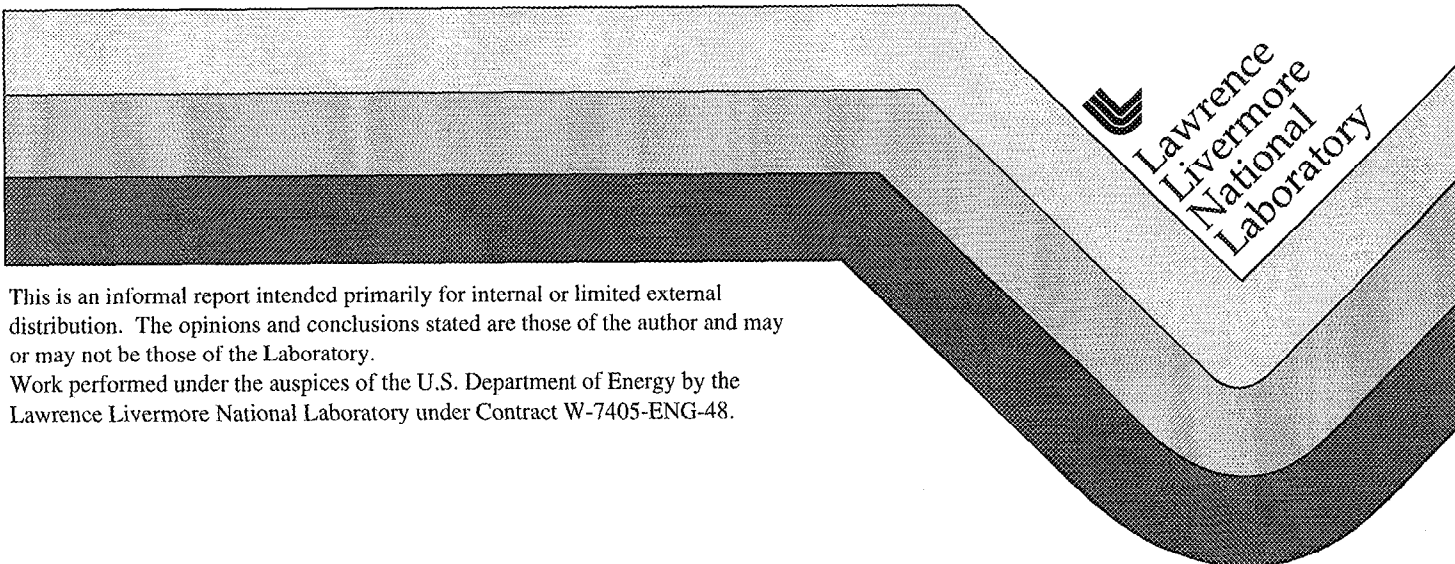 Lawrence
Livermore
National
Laboratory
This is an informal report intended primarily for internal or limited external
distribution. The opinions and conclusions stated are those of the author and may
or may not be those of the Laboratory.
Work performed under the auspices of the U.S. Department of Energy by the
Lawrence Livermore National Laboratory under Contract W-7405-ENG-48.